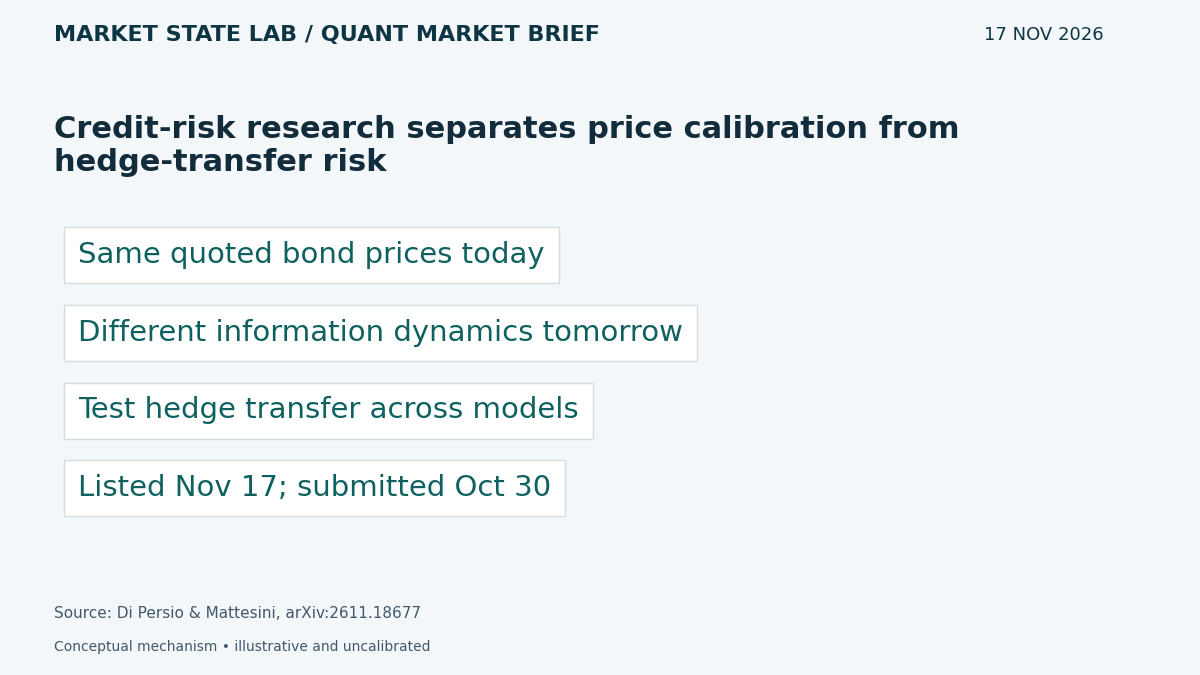 MARKET STATE LAB / QUANT MARKET BRIEF
17 NOV 2026
Credit-risk research separates price calibration from
hedge-transfer risk
Same quoted bond prices today
Different information dynamics tomorrow
Test hedge transfer across models
Listed Nov 17; submitted Oct 30
Source: Di Persio & Mattesini, arXiv:2611.18677
Conceptual mechanism • illustrative and uncalibrated